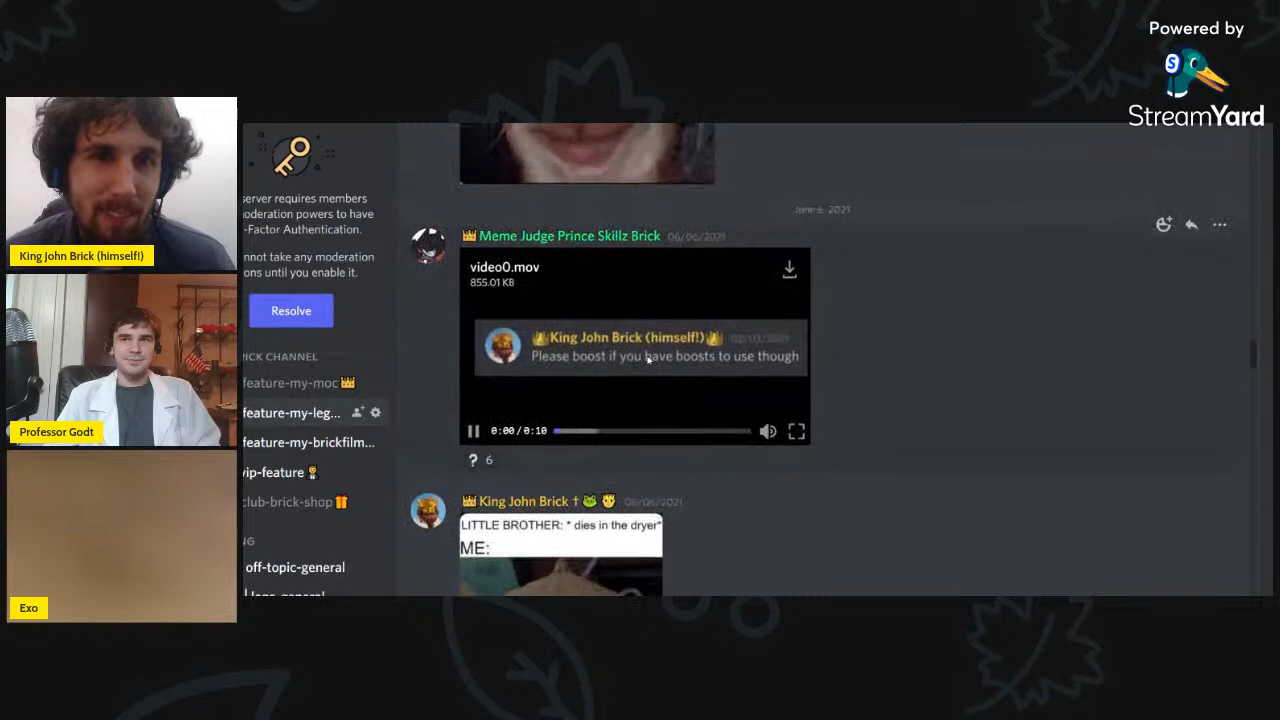 Powered by
S
StreamYard
King John Brick (himself!)
Professor Godt
Exo
server requires members
oderation powers to have
-Factor Authentication.
nnot take any moderation
ons until you enable it.
Resolve
RICK CHANNEL
feature-my-moc
feature-my-leg...
feature-my-brickfilm...
vip-feature
club-brick-shop
NG
off-topic-general
June 6, 2021
Meme Judge Prince Skillz Brick 06/06/2021
video0.mov
855.01 KB
King John Brick (himself!)
Please boost if you have boosts to use though
0:00 / 0:10
? 6
King John Brick † 06/06/2021
LITTLE BROTHER: * dies in the dryer*
ME: